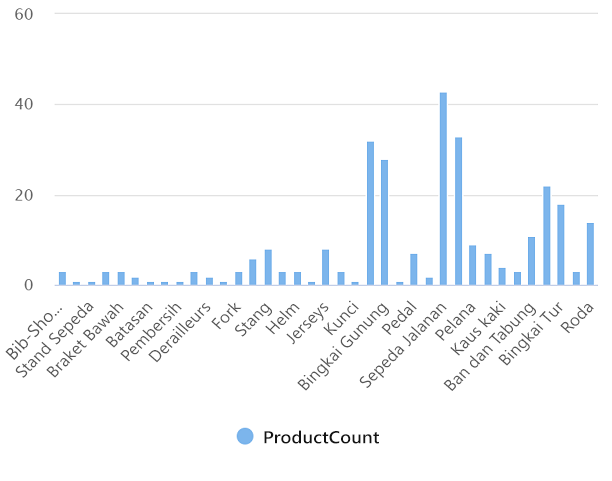 60
40
20
0
Bib-Sho...
Stand Sepeda
Braket Bawah
Batasan
Pembersih
Derailleurs
Fork
Stang
Helm
Jerseys
Kunci
Bingkai Gunung
Pedal
Sepeda Jalanan
Pelana
Kaus kaki
Ban dan Tabung
Bingkai Tur
Roda
ProductCount